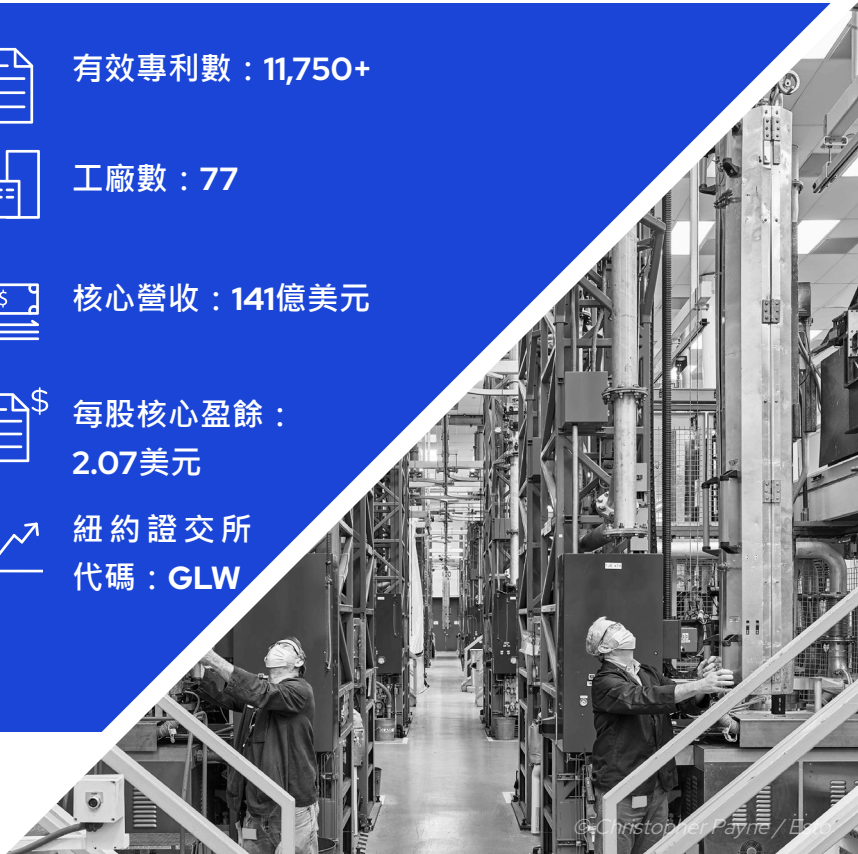 有效專利數：11,750+
工廠數：77
核心營收：141億美元
每股核心盈餘：
2.07美元
紐約證交所
代碼：GLW
$
$
© Christopher Payne / Esto